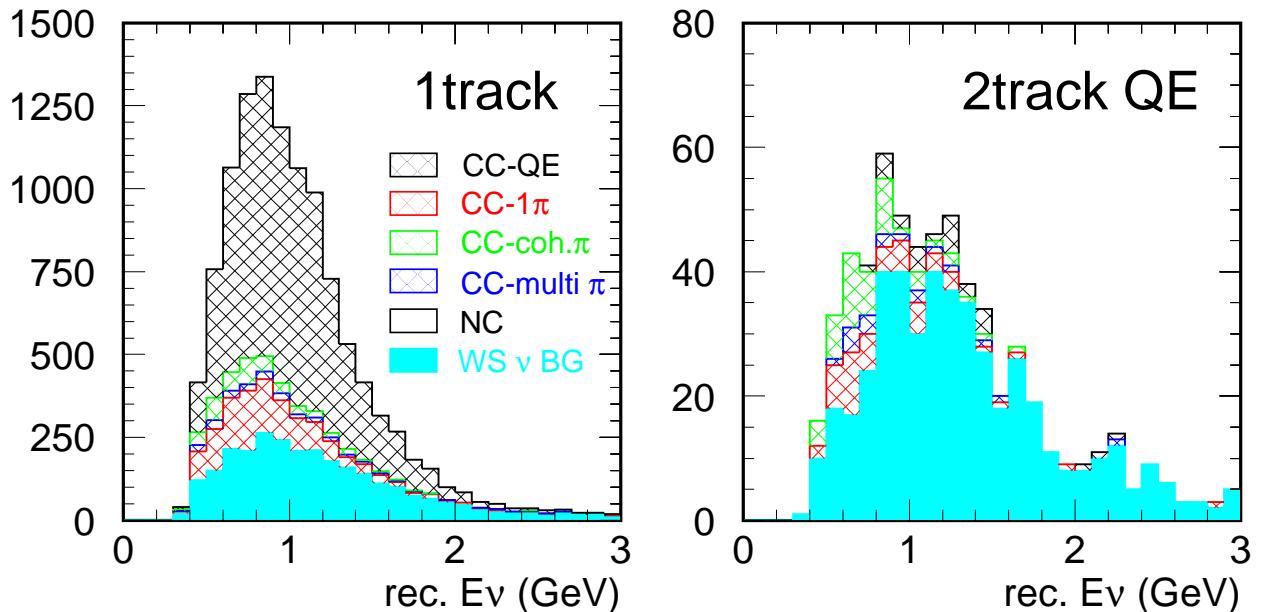 1500
1250
1000
750
500
250
0
0 1 2 3
rec. Eν (GeV)
1track
CC-QE
CC-1π
CC-coh.π
CC-multi π
NC
WS ν BG
80
60
40
20
0
0 1 2 3
rec. Eν (GeV)
2track QE